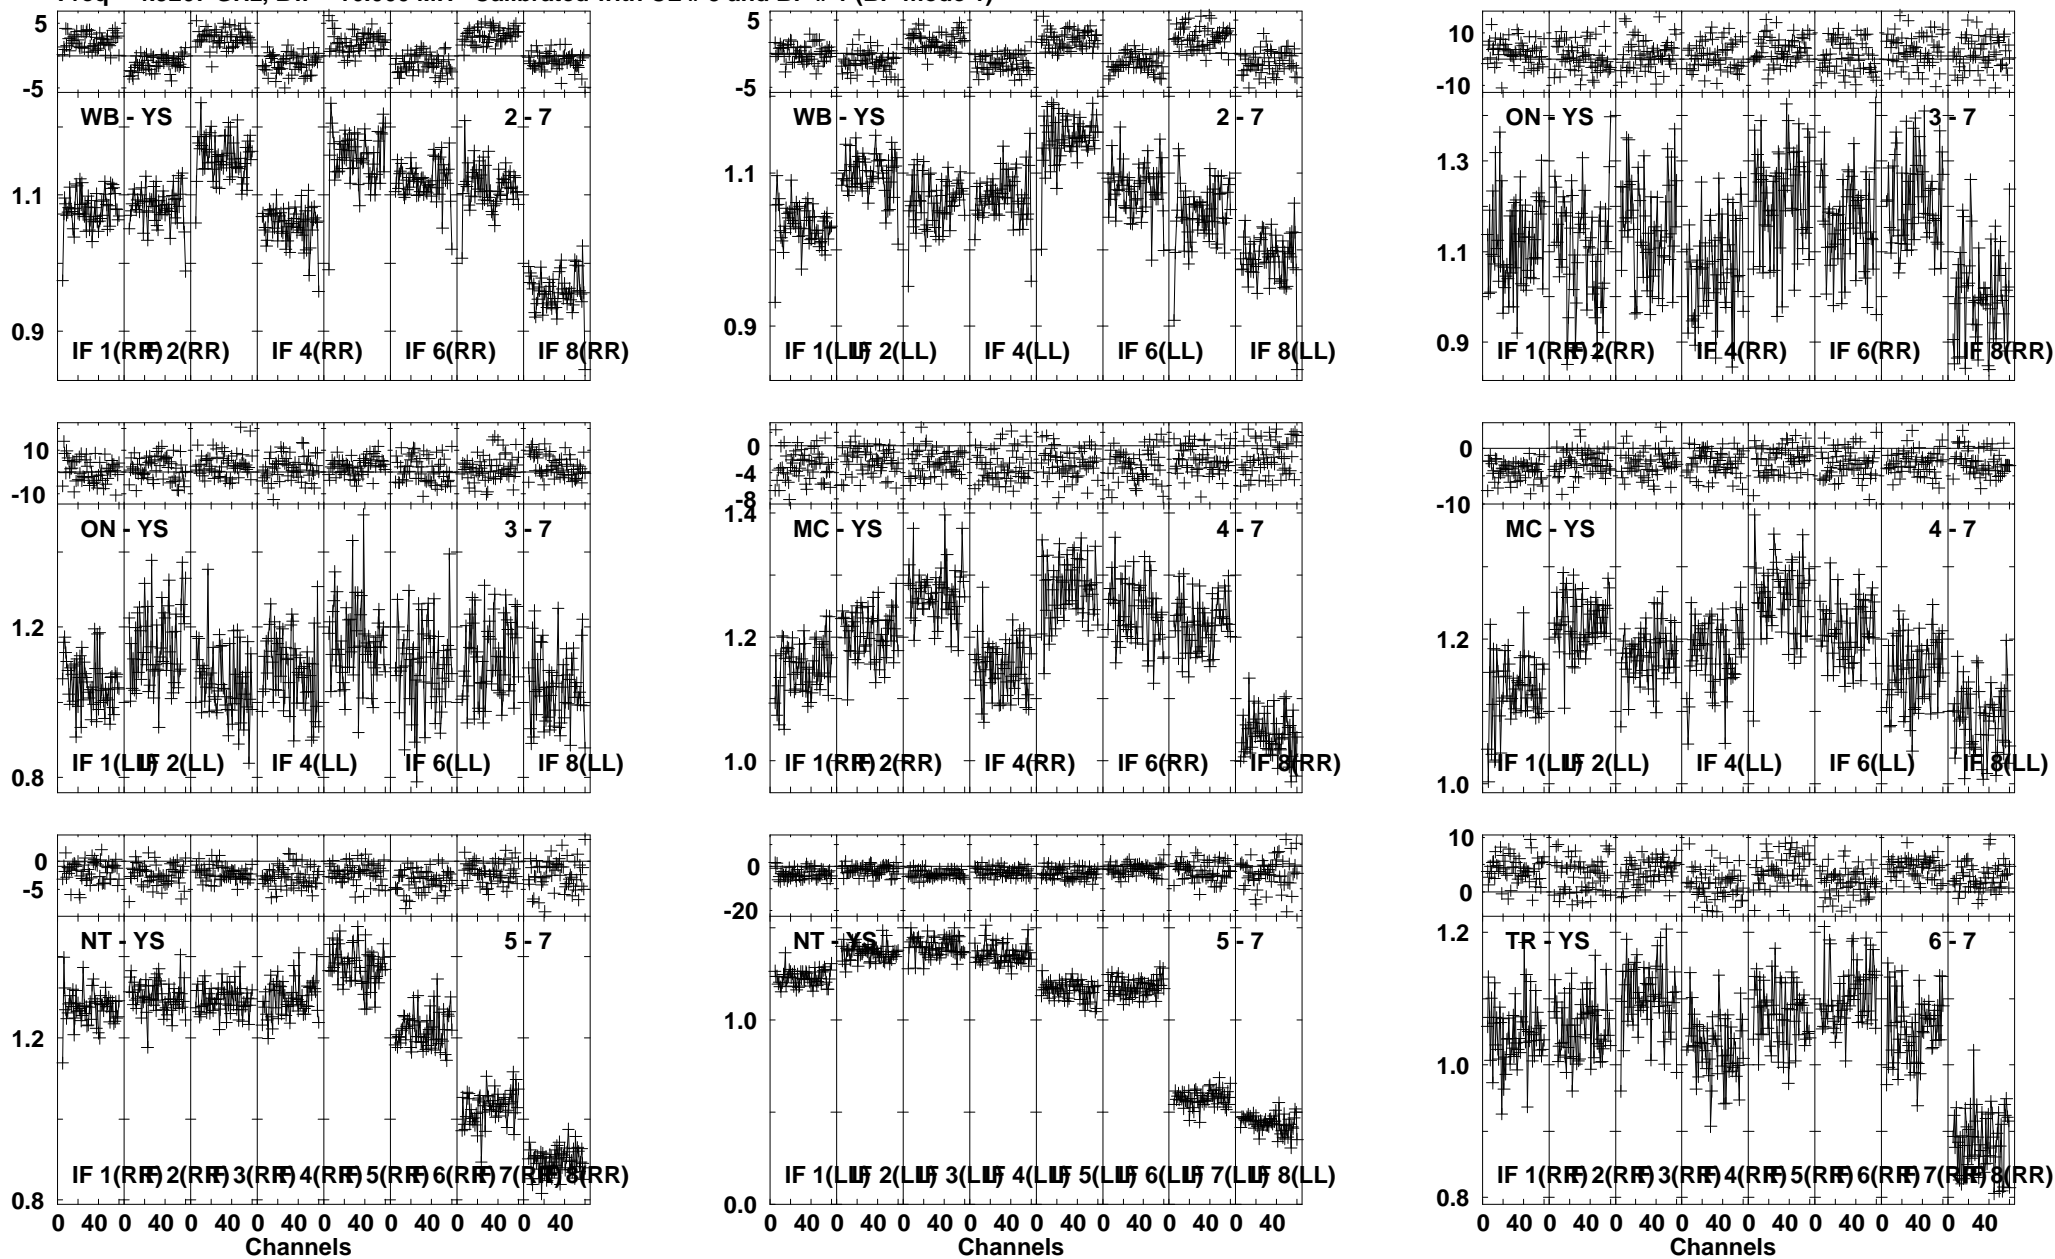 5 5 10
-5 -5 -10
WB - YS 2 - 7 WB - YS 2 - 7 ON - YS 3 - 7
1.1 1.1 1.3
1.1
0.9 0.9 0.9
IF 1(RR) IF 2(RR) IF 4(RR) IF 6(RR) IF 8(RR) IF 1(LL) IF 2(LL) IF 4(LL) IF 6(LL) IF 8(LL) IF 1(RR) IF 2(RR) IF 4(RR) IF 6(RR) IF 8(RR)
10 0 0
-10 -4 -10
-8
ON - YS 3 - 7 MC - YS 4 - 7 MC - YS 4 - 7
1.4
1.2 1.2 1.2
0.8 1.0 1.0
IF 1(LL) IF 2(LL) IF 4(LL) IF 6(LL) IF 8(LL) IF 1(RR) IF 2(RR) IF 4(RR) IF 6(RR) IF 8(RR) IF 1(LL) IF 2(LL) IF 4(LL) IF 6(LL) IF 8(LL)
0 0 10
-5 -20 0
NT - YS 5 - 7 NT - YS 5 - 7 TR - YS 6 - 7
1.2 1.0 1.2
1.0
0.8 0.0 0.8
IF 1(RR) IF 2(RR) IF 3(RR) IF 4(RR) IF 5(RR) IF 6(RR) IF 7(RR) IF 8(RR) IF 1(LL) IF 2(LL) IF 3(LL) IF 4(LL) IF 5(LL) IF 6(LL) IF 7(LL) IF 8(LL) IF 1(RR) IF 2(RR) IF 3(RR) IF 4(RR) IF 5(RR) IF 6(RR) IF 7(RR) IF 8(RR)
0 40 0 40 0 40 0 40 0 40 0 40 0 40 0 40 0 40 0 40 0 40 0 40 0 40 0 40 0 40 0 40 0 40 0 40 0 40 0 40 0 40 0 40 0 40 0 40
Channels Channels Channels